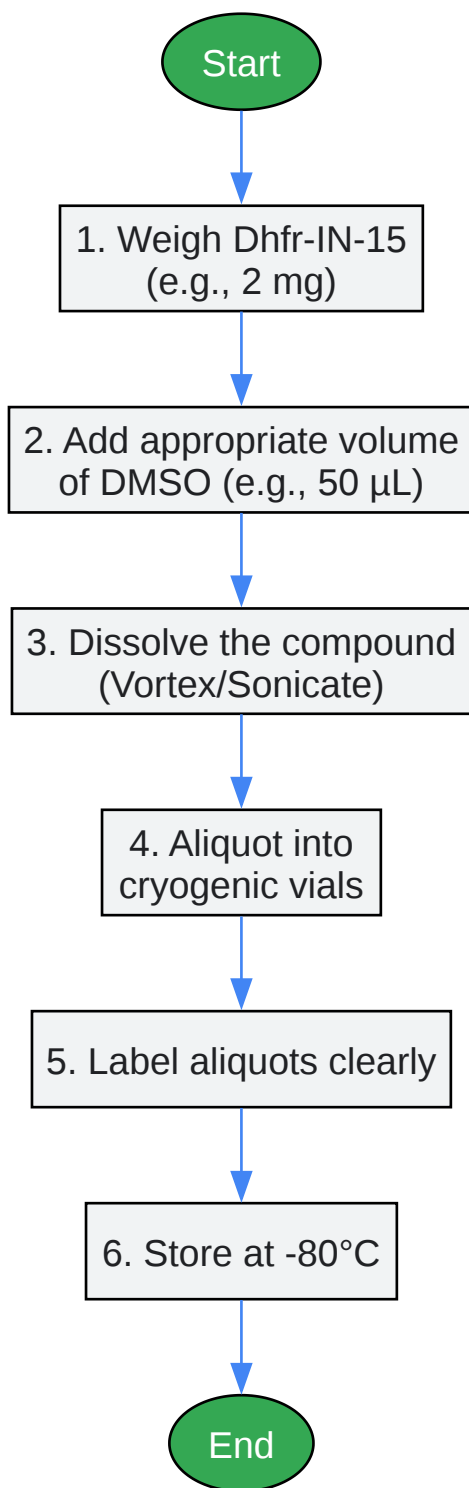 Start
1. Weigh Dhfr-IN-15
(e.g., 2 mg)
2. Add appropriate volume
of DMSO (e.g., 50 µL)
3. Dissolve the compound
(Vortex/Sonicate)
4. Aliquot into
cryogenic vials
5. Label aliquots clearly
6. Store at -80°C
End